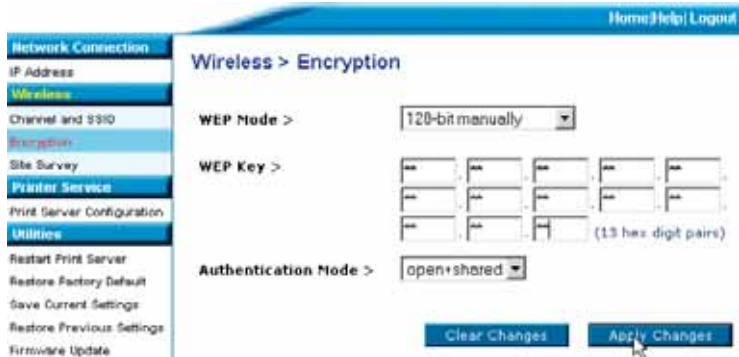 Home|Help|Logout
Network Connection
IP Address
Wireless
Channel and SSID
Encryption
Site Survey
Printer Service
Print Server Configuration
Utilities
Restart Print Server
Restore Factory Default
Save Current Settings
Restore Previous Settings
Firmware Update
Wireless > Encryption
WEP Mode > 128-bit manually
WEP Key > ** . ** . ** . ** . ** .
** . ** . ** . ** . ** .
** . ** . ** (13 hex digit pairs)
Authentication Mode > open+shared
Clear Changes Apply Changes